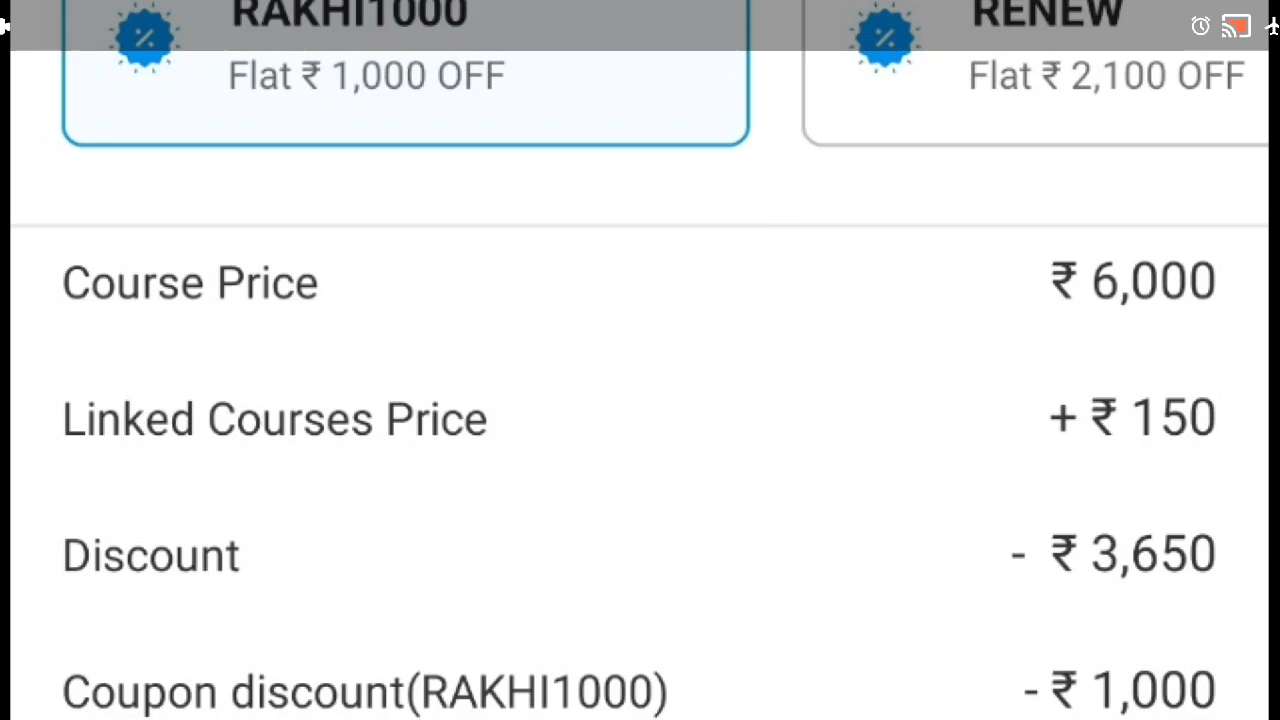 RAKHI1000
Flat ₹ 1,000 OFF
RENEW
Flat ₹ 2,100 OFF
Course Price
₹ 6,000
Linked Courses Price
+ ₹ 150
Discount
- ₹ 3,650
Coupon discount(RAKHI1000)
- ₹ 1,000